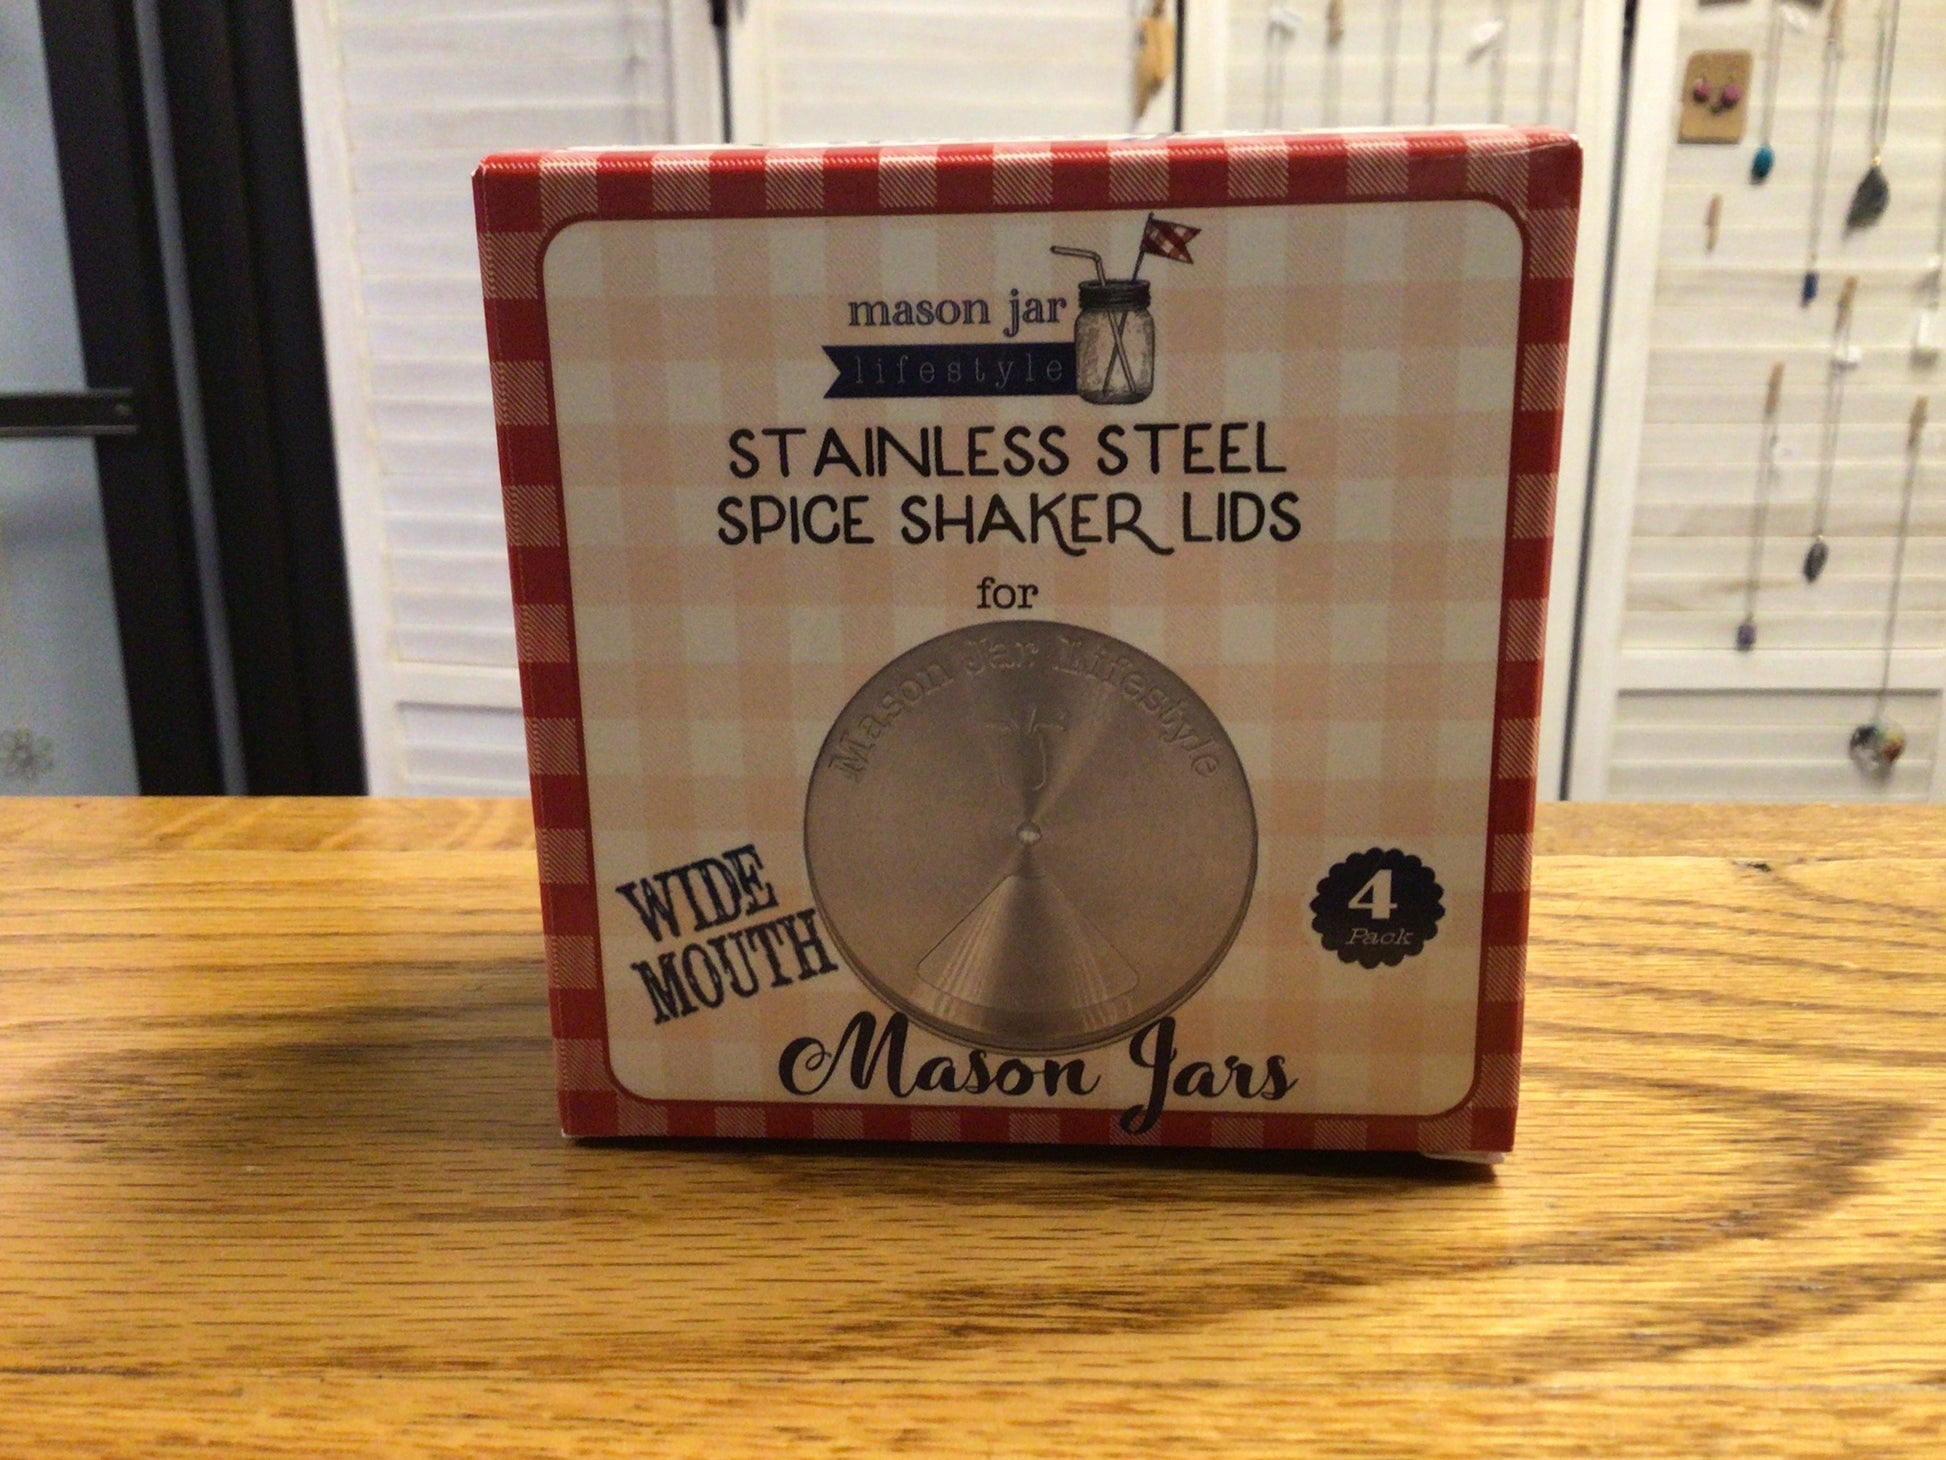 mason jar
lifestyle
STAINLESS STEEL
SPICE SHAKER LIDS
for
Mason Jar Lifestyle
WIDE
MOUTH
4
Pack
Mason Jars